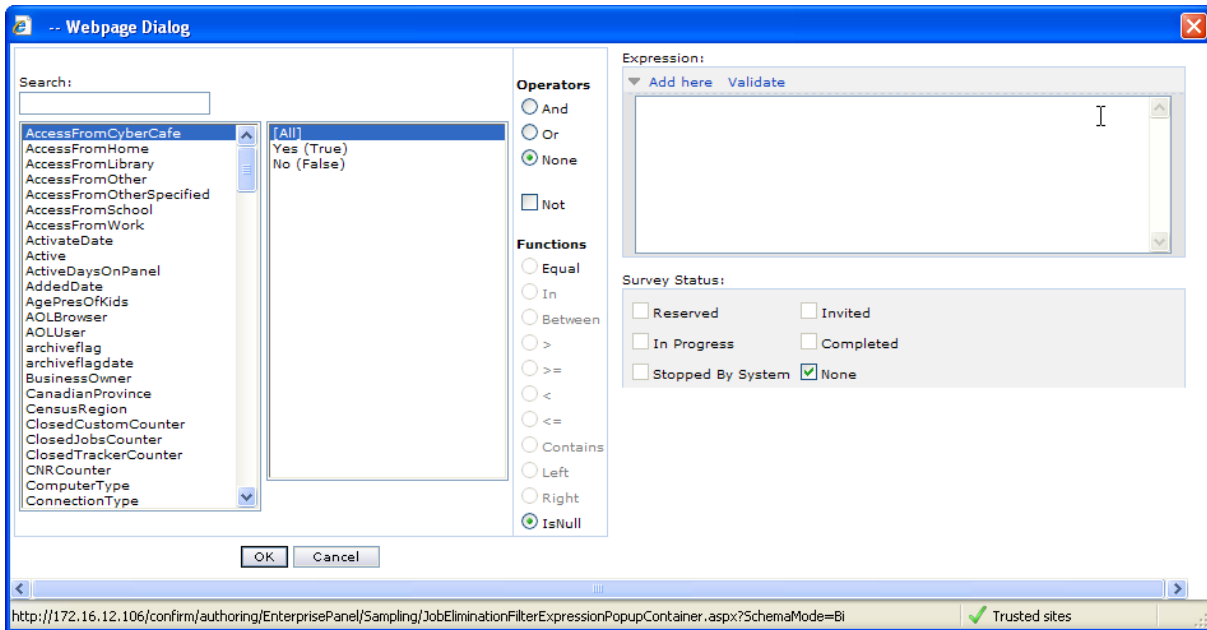 -- Webpage Dialog
Search:
AccessFromCyberCafe
AccessFromHome
AccessFromLibrary
AccessFromOther
AccessFromOtherSpecified
AccessFromSchool
AccessFromWork
ActivateDate
Active
ActiveDaysOnPanel
AddedDate
AgePresOfKids
AOLBrowser
AOLUser
archiveflag
archiveflagdate
BusinessOwner
CanadianProvince
CensusRegion
ClosedCustomCounter
ClosedJobsCounter
ClosedTrackerCounter
CNRCounter
ComputerType
ConnectionType
[All]
Yes (True)
No (False)
Operators
And
Or
None
Not
Functions
Equal
In
Between
>
>=
<
<=
Contains
Left
Right
IsNull
Expression:
Add here Validate
Survey Status:
Reserved Invited
In Progress Completed
Stopped By System None
OK Cancel
http://172.16.12.106/confirm/authoring/EnterprisePanel/Sampling/JobEliminationFilterExpressionPopupContainer.aspx?SchemaMode=Bi Trusted sites